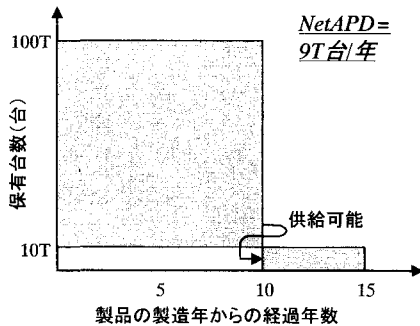 NetAPD=
9T台/年
100T
保有台数(台)
供給可能
10T
5 10 15
製品の製造年からの経過年数